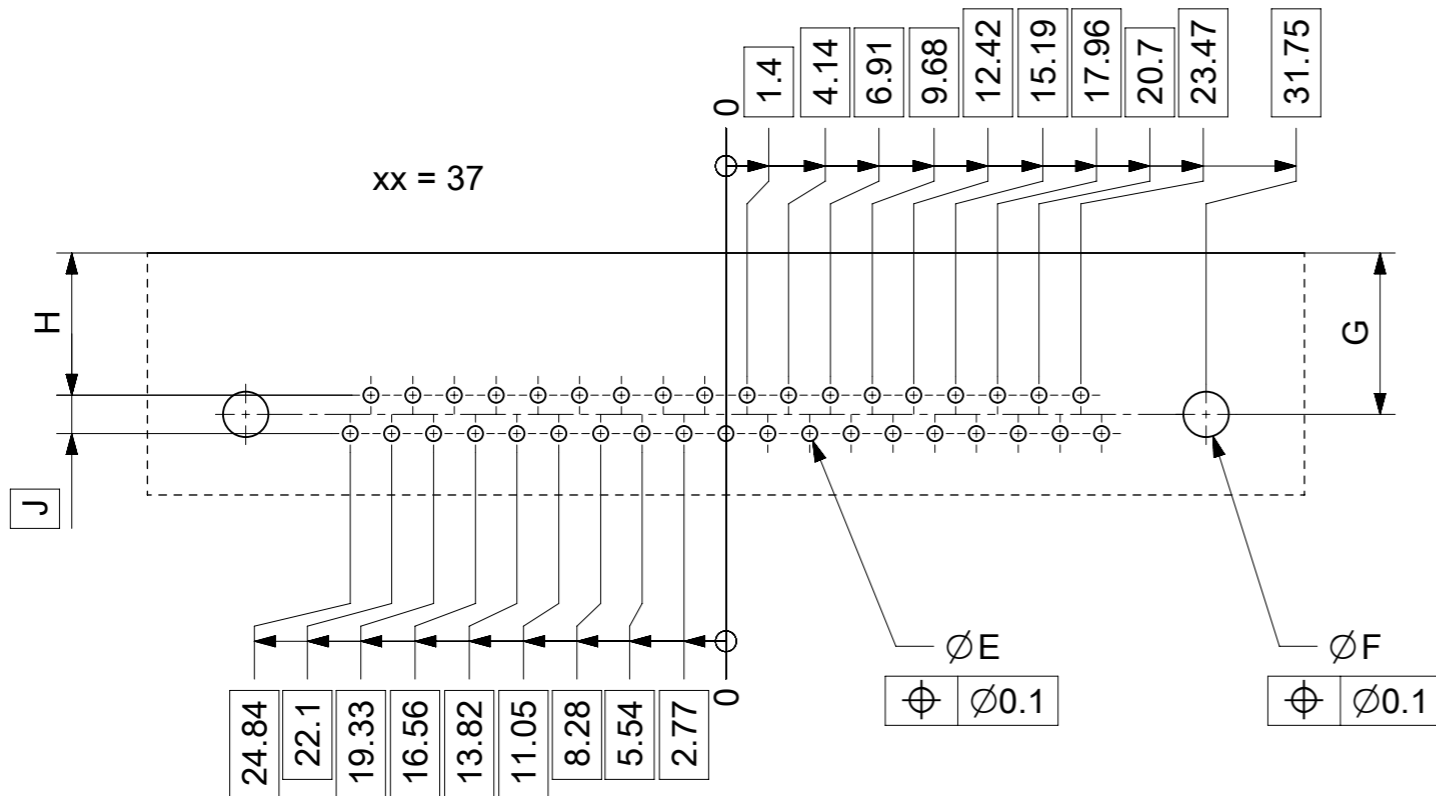 0
1.4
4.14
6.91
9.68
12.42
15.19
17.96
20.7
23.47
31.75
xx = 37
H
G
J
ØE
⌖ Ø0.1
ØF
⌖ Ø0.1
24.84
22.1
19.33
16.56
13.82
11.05
8.28
5.54
2.77
0